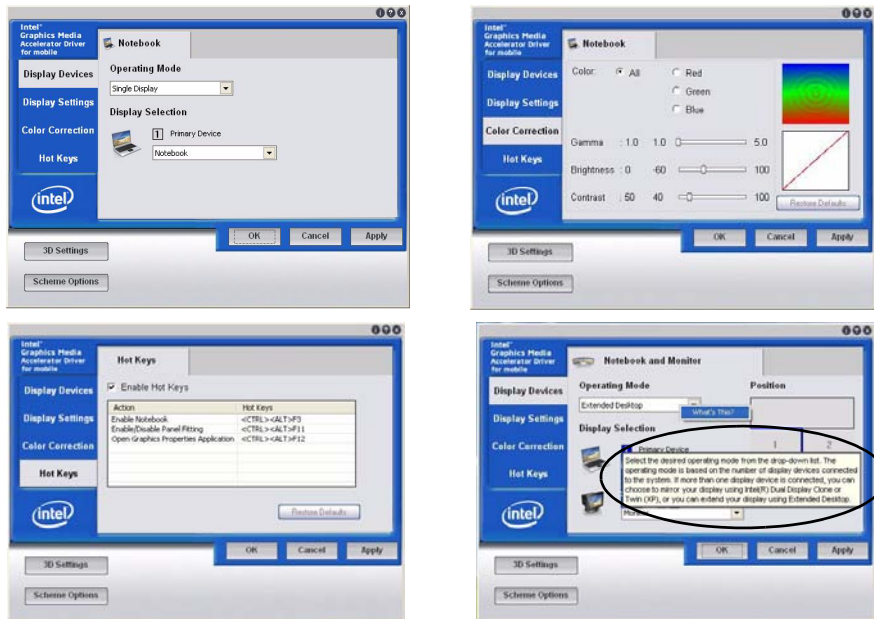 Intel®
Graphics Media
Accelerator Driver
for mobile
Notebook
Display Devices
Display Settings
Color Correction
Hot Keys
Operating Mode
Single Display
Display Selection
1 Primary Device
Notebook
intel
OK Cancel Apply
3D Settings
Scheme Options
Intel®
Graphics Media
Accelerator Driver
for mobile
Notebook
Display Devices
Display Settings
Color Correction
Hot Keys
Color: All Red
Green
Blue
Gamma : 1.0 1.0 5.0
Brightness : 0 -60 100
Contrast : 50 40 100
Restore Defaults
intel
OK Cancel Apply
3D Settings
Scheme Options
Intel®
Graphics Media
Accelerator Driver
for mobile
Hot Keys
Display Devices
Display Settings
Color Correction
Hot Keys
Enable Hot Keys
Action Hot Keys
Enable Notebook <CTRL><ALT>F3
Enable/Disable Panel Fitting <CTRL><ALT>F11
Open Graphics Properties Application <CTRL><ALT>F12
Restore Defaults
intel
OK Cancel Apply
3D Settings
Scheme Options
Intel®
Graphics Media
Accelerator Driver
for mobile
Notebook and Monitor
Display Devices
Display Settings
Color Correction
Hot Keys
Operating Mode Position
Extended Desktop
What's This?
Display Selection
1 2
Primary Device
Select the desired operating mode from the drop-down list. The
operating mode is based on the number of display devices connected
to the system. If more than one display device is connected, you can
choose to mirror your display using Intel(R) Dual Display Clone or
Twin (XP), or you can extend your display using Extended Desktop.
Monitor
intel
OK Cancel Apply
3D Settings
Scheme Options